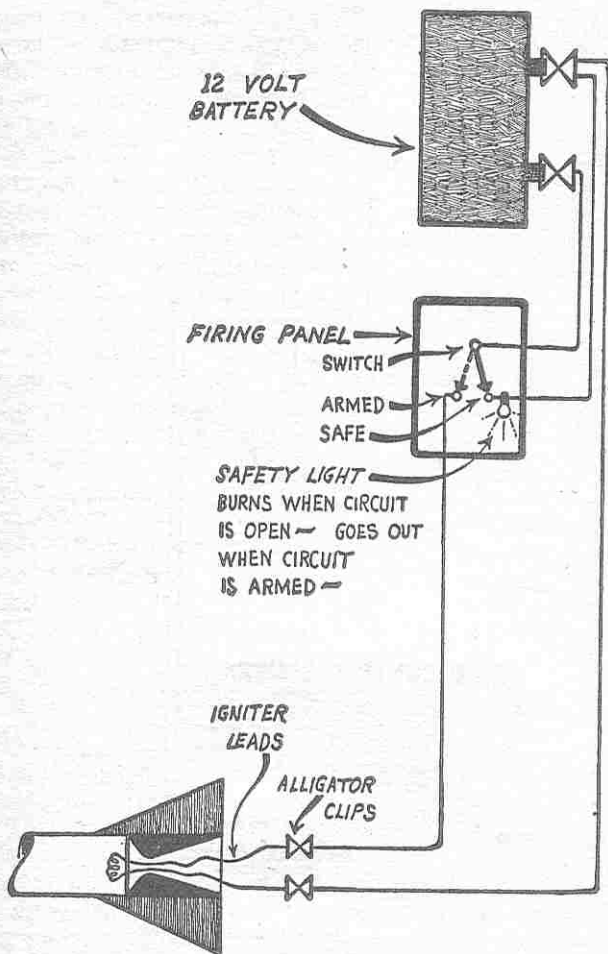 12 VOLT
BATTERY
FIRING PANEL
SWITCH
ARMED
SAFE
SAFETY LIGHT
BURNS WHEN CIRCUIT
IS OPEN — GOES OUT
WHEN CIRCUIT
IS ARMED —
IGNITER
LEADS
ALLIGATOR
CLIPS